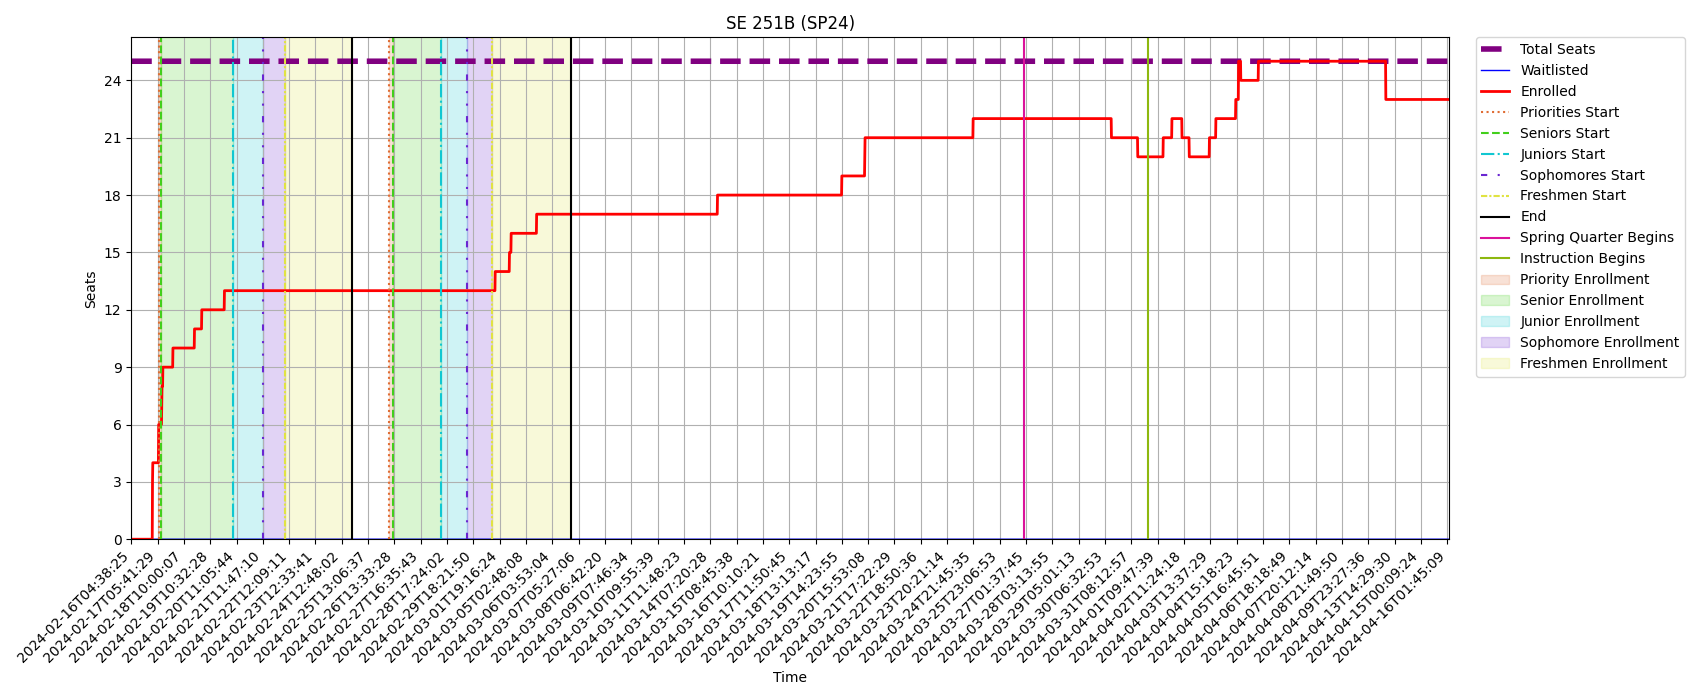 SE 251B (SP24)
Seats
24
21
18
15
12
9
6
3
0
2024-02-16T04:38:25
2024-02-17T05:41:29
2024-02-18T10:00:07
2024-02-19T10:32:28
2024-02-20T11:05:44
2024-02-21T11:47:10
2024-02-22T12:09:11
2024-02-23T12:33:41
2024-02-24T12:48:02
2024-02-25T13:06:37
2024-02-26T13:33:28
2024-02-27T16:35:43
2024-02-28T17:24:02
2024-02-29T18:21:50
2024-03-01T19:16:24
2024-03-05T02:48:08
2024-03-06T03:53:04
2024-03-07T05:27:06
2024-03-08T06:42:20
2024-03-09T07:46:34
2024-03-10T09:55:39
2024-03-11T11:48:23
2024-03-14T07:20:28
2024-03-15T08:45:38
2024-03-16T10:10:21
2024-03-17T11:50:45
2024-03-18T13:13:17
2024-03-19T14:23:55
2024-03-20T15:53:08
2024-03-21T17:22:29
2024-03-22T18:50:36
2024-03-23T20:21:14
2024-03-24T21:45:35
2024-03-25T23:06:53
2024-03-27T01:37:45
2024-03-28T03:13:55
2024-03-29T05:01:13
2024-03-30T06:32:53
2024-03-31T08:12:57
2024-04-01T09:47:39
2024-04-02T11:24:18
2024-04-03T13:37:29
2024-04-04T15:18:23
2024-04-05T16:45:51
2024-04-06T18:18:49
2024-04-07T20:12:14
2024-04-08T21:49:50
2024-04-09T23:27:36
2024-04-13T14:29:30
2024-04-15T00:09:24
2024-04-16T01:45:09
Time
Total Seats
Waitlisted
Enrolled
Priorities Start
Seniors Start
Juniors Start
Sophomores Start
Freshmen Start
End
Spring Quarter Begins
Instruction Begins
Priority Enrollment
Senior Enrollment
Junior Enrollment
Sophomore Enrollment
Freshmen Enrollment